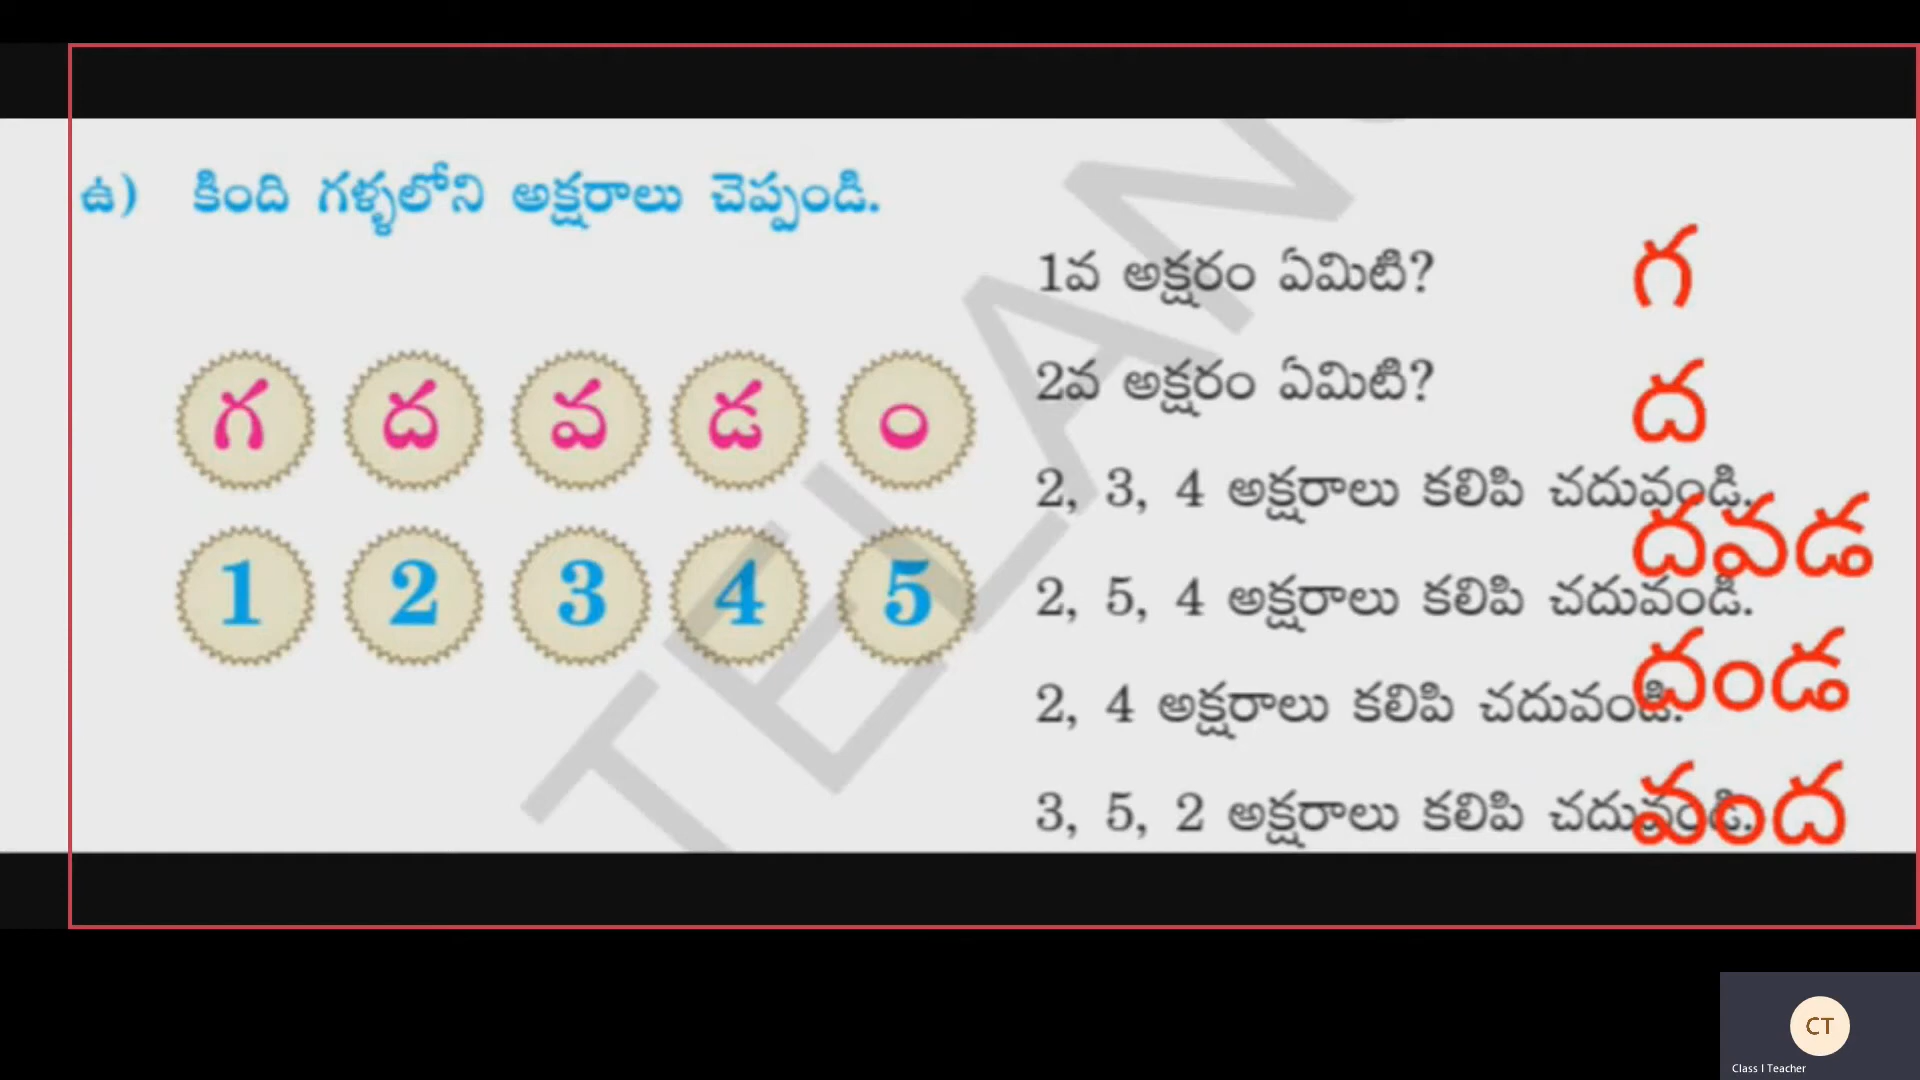 ఉ) కింది గళ్ళలోని అక్షరాలు చెప్పండి.
గ ద వ డ ం
1 2 3 4 5
1వ అక్షరం ఏమిటి? గ
2వ అక్షరం ఏమిటి? ద
2, 3, 4 అక్షరాలు కలిపి చదువండి. దవడ
2, 5, 4 అక్షరాలు కలిపి చదువండి. దండ
2, 4 అక్షరాలు కలిపి చదువండి.
3, 5, 2 అక్షరాలు కలిపి చదువండి. వంద
CT
Class I Teacher